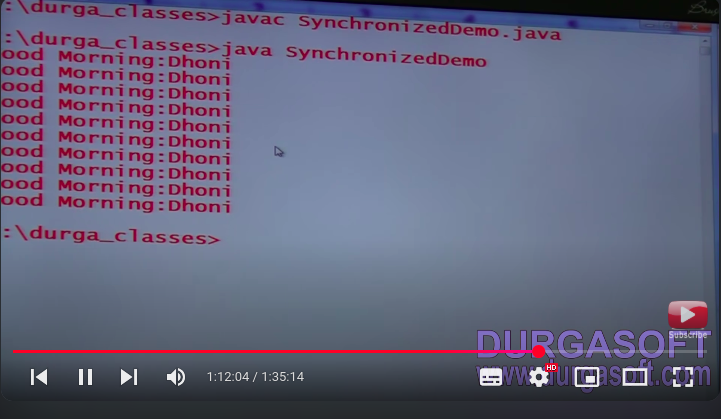 :\durga_classes>javac SynchronizedDemo.java
:\durga_classes>java SynchronizedDemo
ood Morning:Dhoni
ood Morning:Dhoni
ood Morning:Dhoni
ood Morning:Dhoni
ood Morning:Dhoni
ood Morning:Dhoni
ood Morning:Dhoni
ood Morning:Dhoni
ood Morning:Dhoni
ood Morning:Dhoni
:\durga_classes>
Subscribe
DURGASOFT
www.durgasoft.com
1:12:04 / 1:35:14
HD